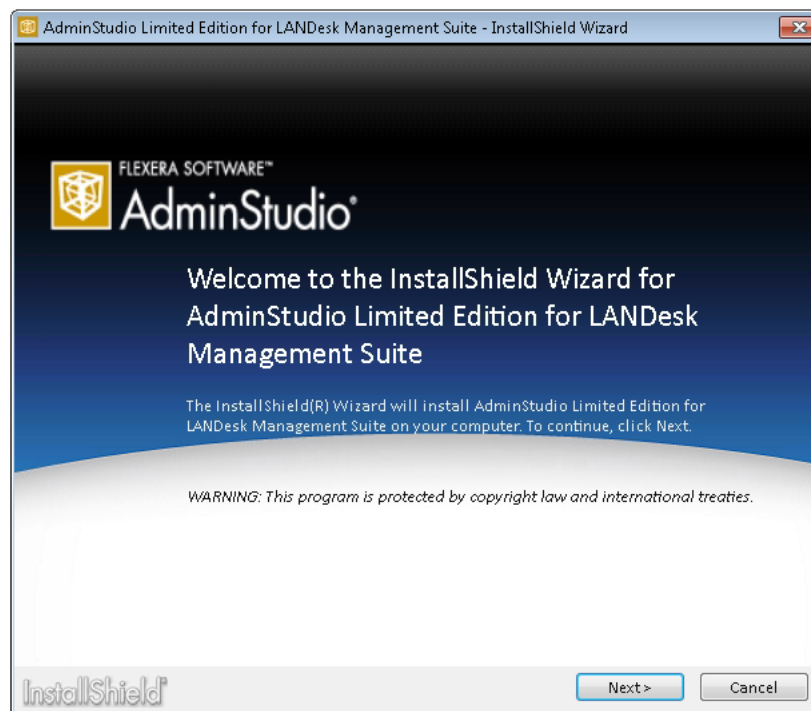 AdminStudio Limited Edition for LANDesk Management Suite - InstallShield Wizard
FLEXERA SOFTWARE™
AdminStudio®
Welcome to the InstallShield Wizard for
AdminStudio Limited Edition for LANDesk
Management Suite
The InstallShield(R) Wizard will install AdminStudio Limited Edition for
LANDesk Management Suite on your computer. To continue, click Next.
WARNING: This program is protected by copyright law and international treaties.
InstallShield®
Next >
Cancel